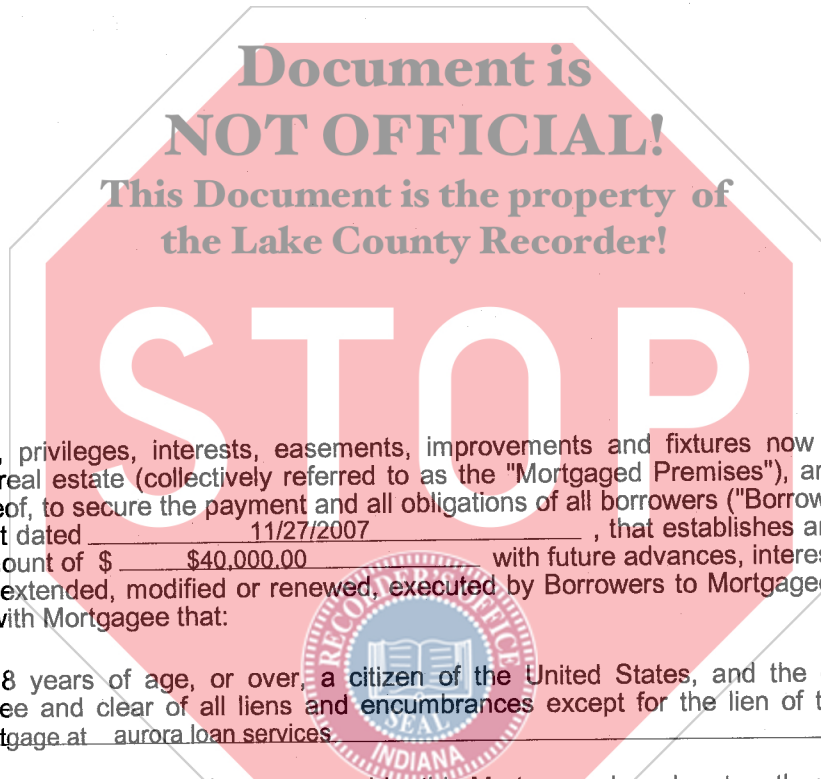 Document is
NOT OFFICIAL!
This Document is the property of
the Lake County Recorder!
STOP
, privileges, interests, easements, improvements and fixtures now
real estate (collectively referred to as the "Mortgaged Premises"), an
eof, to secure the payment and all obligations of all borrowers ("Borrow
t dated 11/27/2007, that establishes an
ount of $ $40,000.00 with future advances, interes
extended, modified or renewed, executed by Borrowers to Mortgagee
with Mortgagee that:
8 years of age, or over, a citizen of the United States, and the
ee and clear of all liens and encumbrances except for the lien of t
tgage at aurora loan services
RECORDER'S OFFICE
SEAL
INDIANA